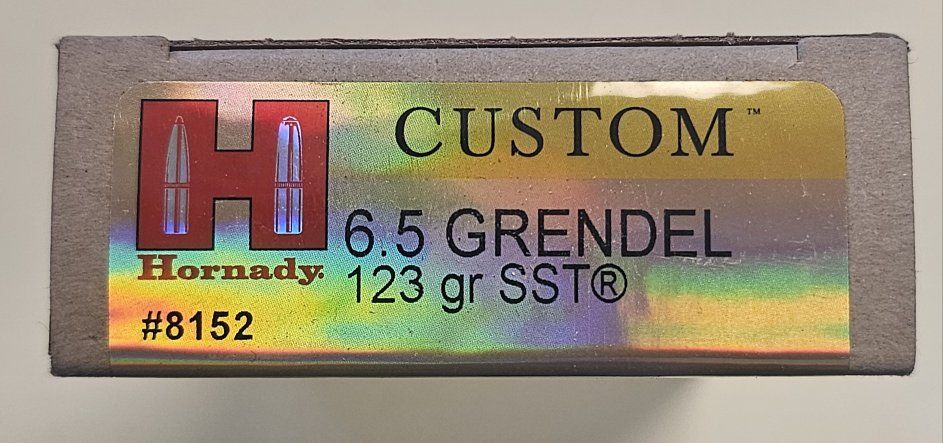 CUSTOM™
6.5 GRENDEL
123 gr SST®
H
Hornady.
#8152